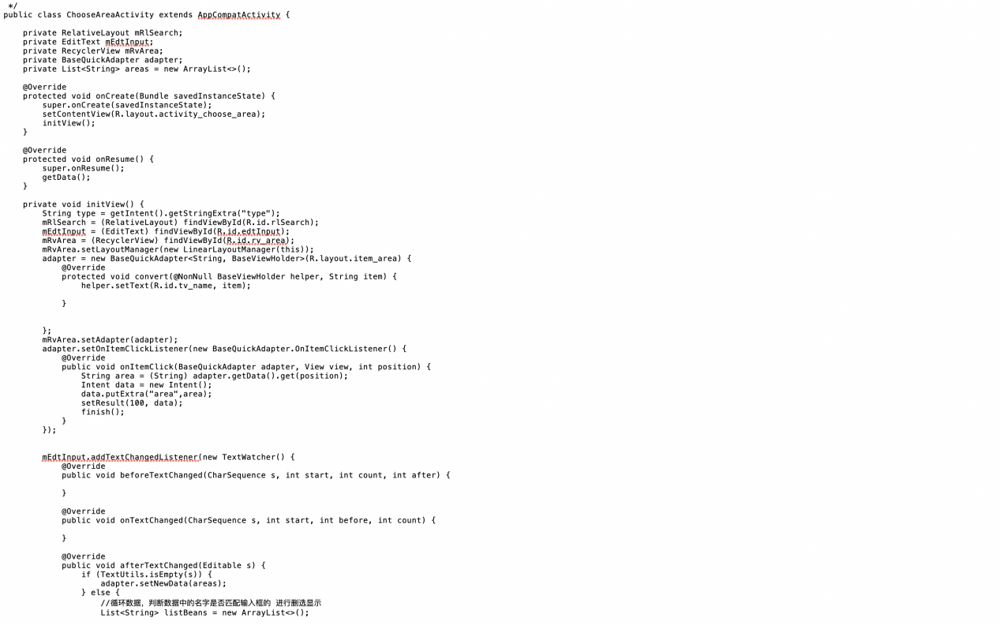 */
public class ChooseAreaActivity extends AppCompatActivity {
private RelativeLayout mRlSearch;
private EditText mEdtInput;
private RecyclerView mRvArea;
private BaseQuickAdapter adapter;
private List<String> areas = new ArrayList<>();
@Override
protected void onCreate(Bundle savedInstanceState) {
super.onCreate(savedInstanceState);
setContentView(R.layout.activity_choose_area);
initView();
}
@Override
protected void onResume() {
super.onResume();
getData();
}
private void initView() {
String type = getIntent().getStringExtra("type");
mRlSearch = (RelativeLayout) findViewById(R.id.rlSearch);
mEdtInput = (EditText) findViewById(R.id.edtInput);
mRvArea = (RecyclerView) findViewById(R.id.rv_area);
mRvArea.setLayoutManager(new LinearLayoutManager(this));
adapter = new BaseQuickAdapter<String, BaseViewHolder>(R.layout.item_area) {
@Override
protected void convert(@NonNull BaseViewHolder helper, String item) {
helper.setText(R.id.tv_name, item);
}
};
mRvArea.setAdapter(adapter);
adapter.setOnItemClickListener(new BaseQuickAdapter.OnItemClickListener() {
@Override
public void onItemClick(BaseQuickAdapter adapter, View view, int position) {
String area = (String) adapter.getData().get(position);
Intent data = new Intent();
data.putExtra("area",area);
setResult(100, data);
finish();
}
});
mEdtInput.addTextChangedListener(new TextWatcher() {
@Override
public void beforeTextChanged(CharSequence s, int start, int count, int after) {
}
@Override
public void onTextChanged(CharSequence s, int start, int before, int count) {
}
@Override
public void afterTextChanged(Editable s) {
if (TextUtils.isEmpty(s)) {
adapter.setNewData(areas);
} else {
//循环数据，判断数据中的名字是否匹配输入框的 进行删选显示
List<String> listBeans = new ArrayList<>();